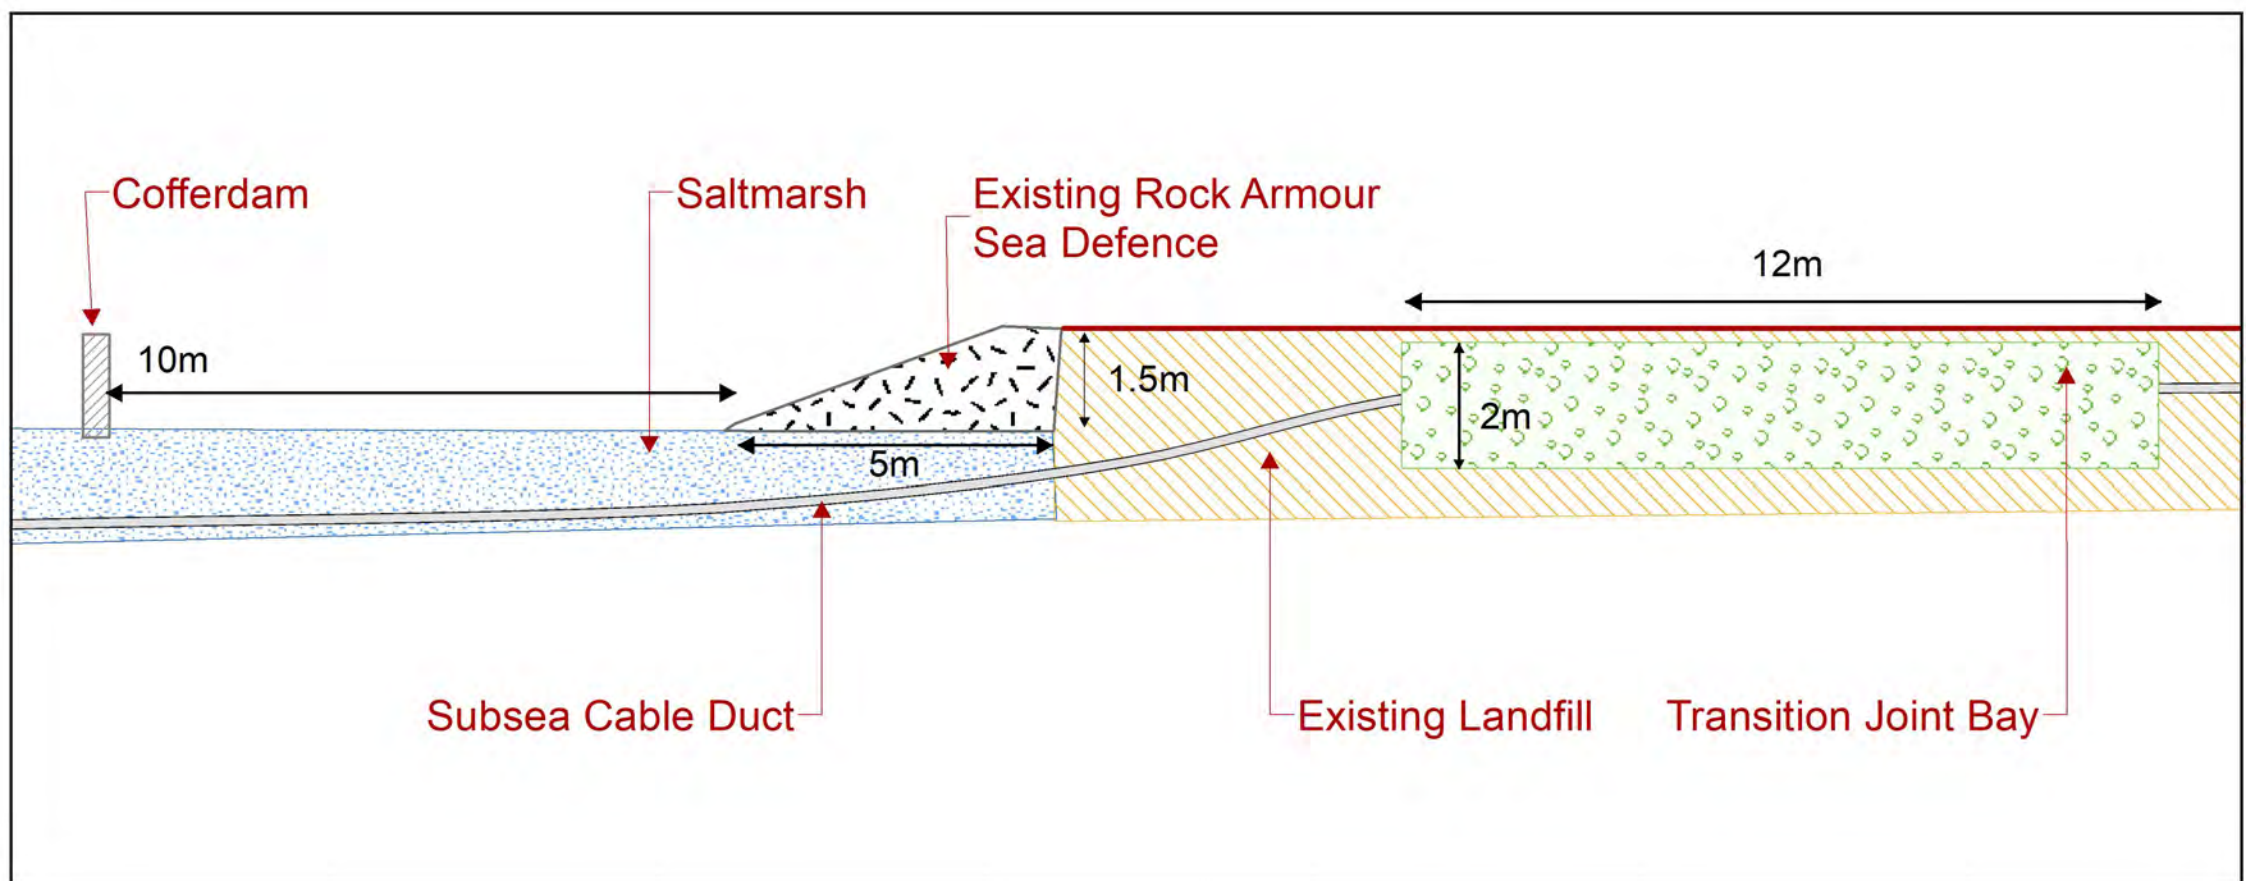 Cofferdam
Saltmarsh
Existing Rock Armour
Sea Defence
12m
10m
1.5m
2m
5m
Subsea Cable Duct
Existing Landfill
Transition Joint Bay